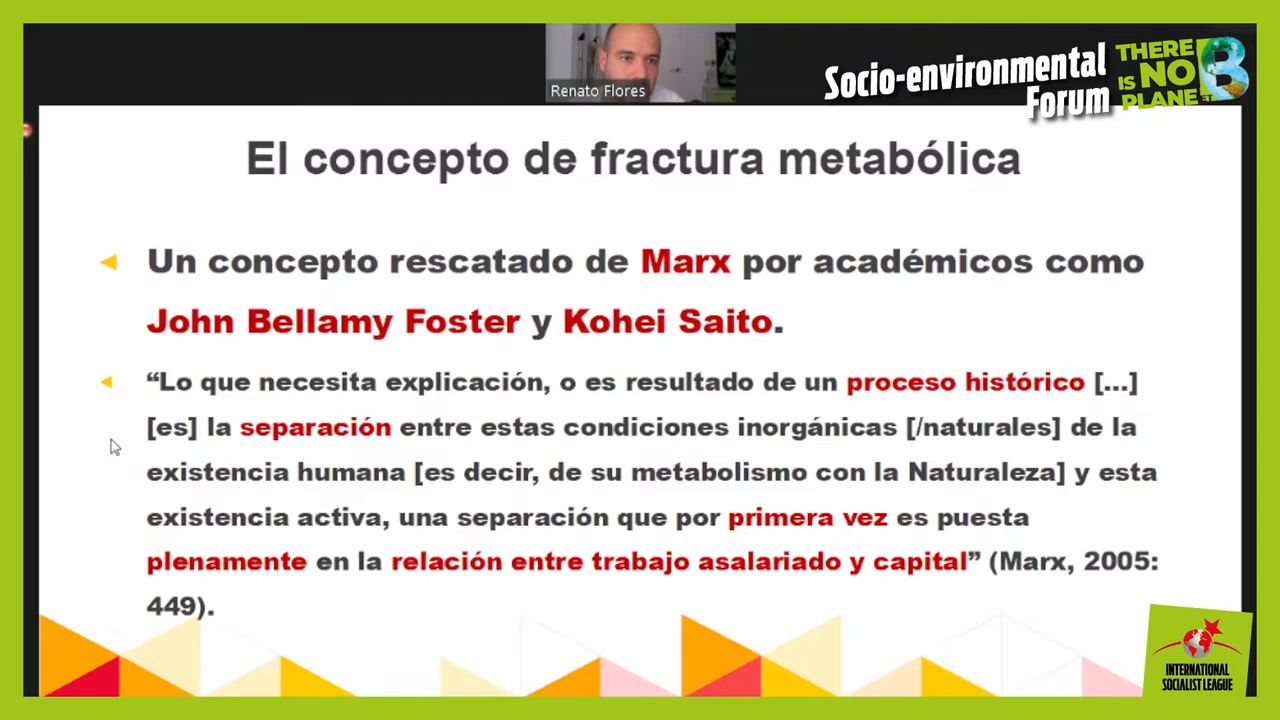 Renato Flores
Socio-environmental
Forum
THERE
IS NO
PLANE B
El concepto de fractura metabólica
Un concepto rescatado de Marx por académicos como
John Bellamy Foster y Kohei Saito.
“Lo que necesita explicación, o es resultado de un proceso histórico [...]
[es] la separación entre estas condiciones inorgánicas [/naturales] de la
existencia humana [es decir, de su metabolismo con la Naturaleza] y esta
existencia activa, una separación que por primera vez es puesta
plenamente en la relación entre trabajo asalariado y capital” (Marx, 2005:
449).
INTERNATIONAL
SOCIALIST LEAGUE